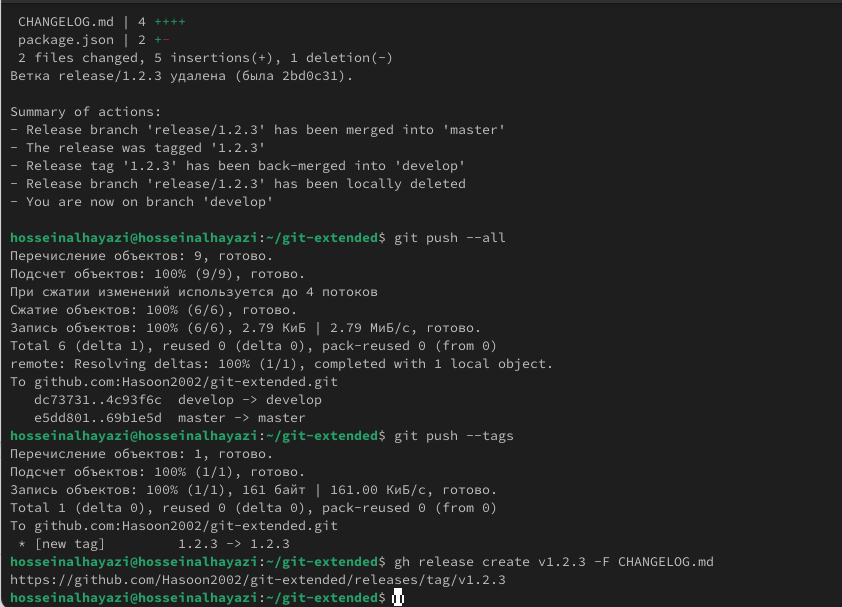 CHANGELOG.md | 4 ++++
package.json | 2 +-
2 files changed, 5 insertions(+), 1 deletion(-)
Ветка release/1.2.3 удалена (была 2bd0c31).
Summary of actions:
- Release branch 'release/1.2.3' has been merged into 'master'
- The release was tagged '1.2.3'
- Release tag '1.2.3' has been back-merged into 'develop'
- Release branch 'release/1.2.3' has been locally deleted
- You are now on branch 'develop'
hosseinalhayazi@hosseinalhayazi:~/git-extended$ git push --all
Перечисление объектов: 9, готово.
Подсчет объектов: 100% (9/9), готово.
При сжатии изменений используется до 4 потоков
Сжатие объектов: 100% (6/6), готово.
Запись объектов: 100% (6/6), 2.79 КиБ | 2.79 МиБ/с, готово.
Total 6 (delta 1), reused 0 (delta 0), pack-reused 0 (from 0)
remote: Resolving deltas: 100% (1/1), completed with 1 local object.
To github.com:Hasoon2002/git-extended.git
dc73731..4c93f6c  develop -> develop
e5dd801..69b1e5d  master -> master
hosseinalhayazi@hosseinalhayazi:~/git-extended$ git push --tags
Перечисление объектов: 1, готово.
Подсчет объектов: 100% (1/1), готово.
Запись объектов: 100% (1/1), 161 байт | 161.00 КиБ/с, готово.
Total 1 (delta 0), reused 0 (delta 0), pack-reused 0 (from 0)
To github.com:Hasoon2002/git-extended.git
* [new tag]         1.2.3 -> 1.2.3
hosseinalhayazi@hosseinalhayazi:~/git-extended$ gh release create v1.2.3 -F CHANGELOG.md
https://github.com/Hasoon2002/git-extended/releases/tag/v1.2.3
hosseinalhayazi@hosseinalhayazi:~/git-extended$